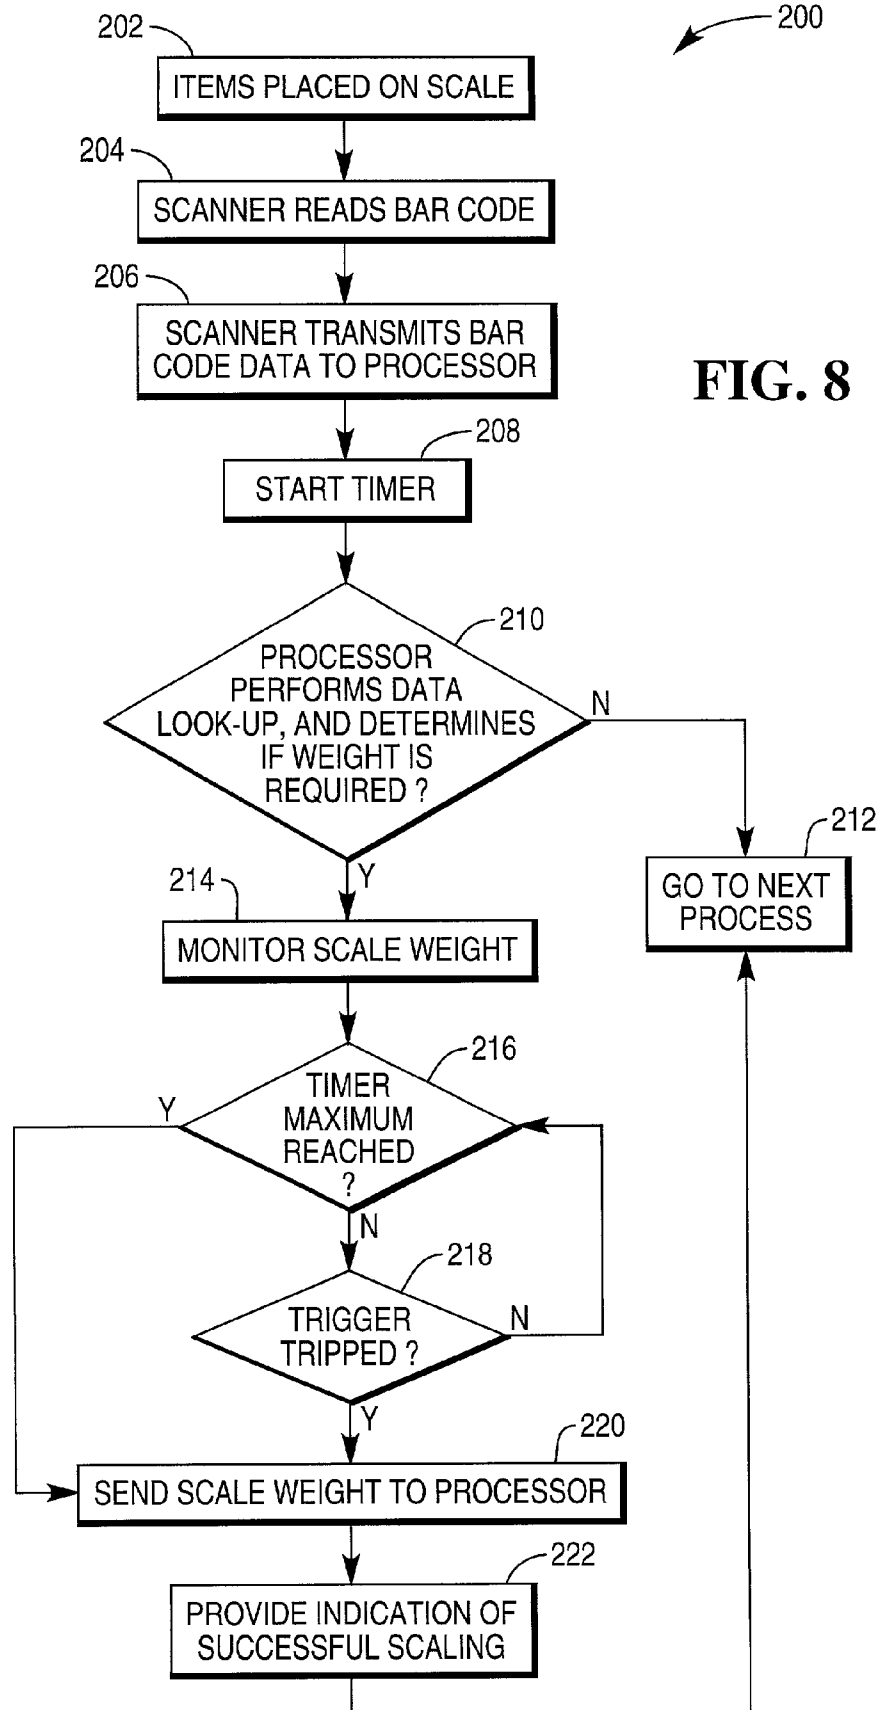 200
202
ITEMS PLACED ON SCALE
204
SCANNER READS BAR CODE
206
SCANNER TRANSMITS BAR
CODE DATA TO PROCESSOR
FIG. 8
208
START TIMER
210
PROCESSOR
PERFORMS DATA
LOOK-UP, AND DETERMINES
IF WEIGHT IS
REQUIRED ?
N
Y
212
GO TO NEXT
PROCESS
214
MONITOR SCALE WEIGHT
216
TIMER
MAXIMUM
REACHED
?
Y
N
218
TRIGGER
TRIPPED ?
N
Y
220
SEND SCALE WEIGHT TO PROCESSOR
222
PROVIDE INDICATION OF
SUCCESSFUL SCALING